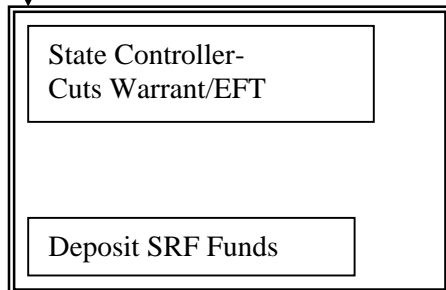 State Controller-
Cuts Warrant/EFT
Deposit SRF Funds